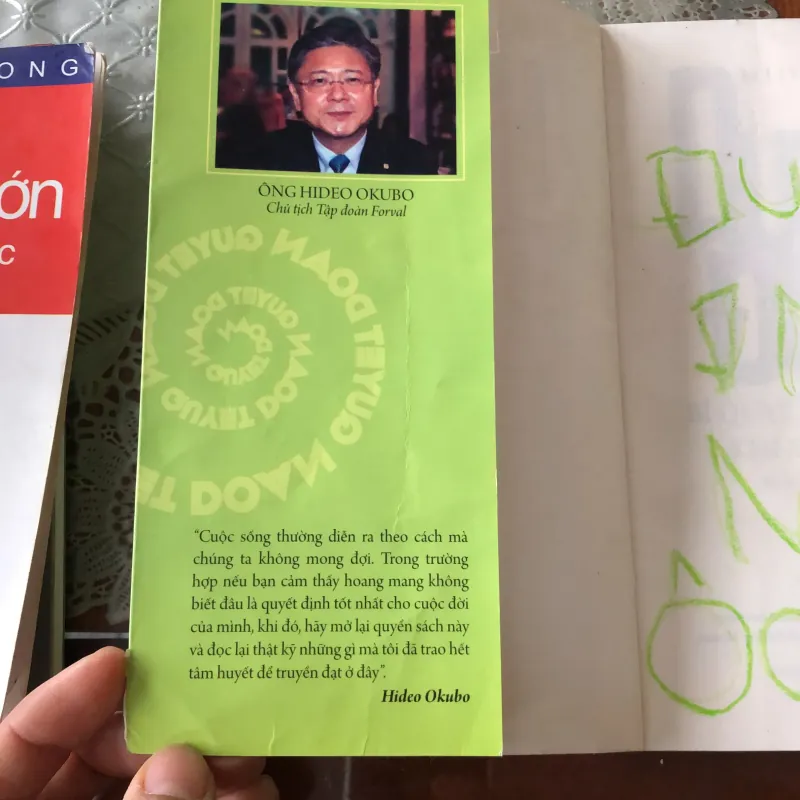 ONG
ớn
C
ÔNG HIDEO OKUBO
Chủ tịch Tập đoàn Forval
QUYET DOAN
“Cuộc sống thường diễn ra theo cách mà
chúng ta không mong đợi. Trong trường
hợp nếu bạn cảm thấy hoang mang không
biết đâu là quyết định tốt nhất cho cuộc đời
của mình, khi đó, hãy mở lại quyển sách này
và đọc lại thật kỹ những gì mà tôi đã trao hết
tâm huyết để truyền đạt ở đây”.
Hideo Okubo